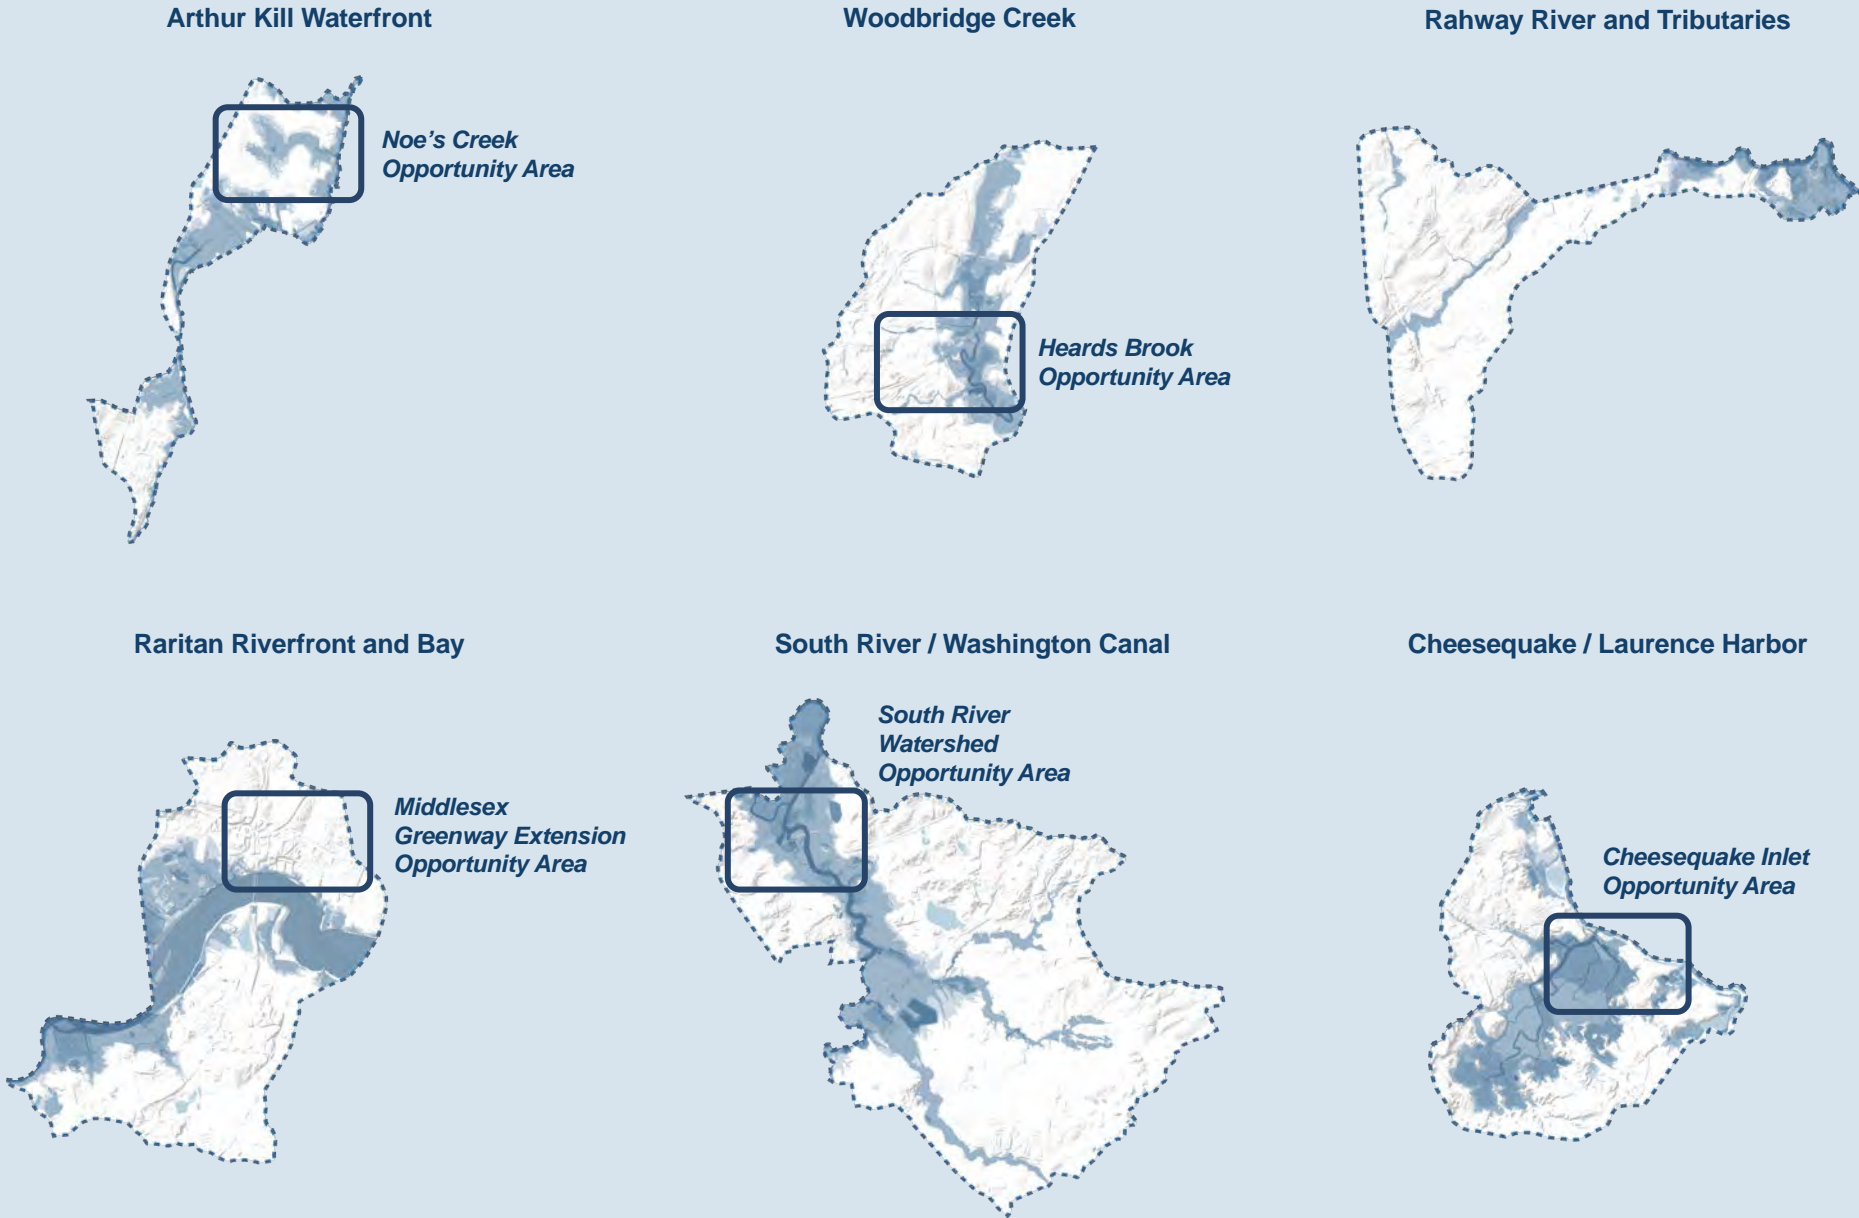 Arthur Kill Waterfront
Woodbridge Creek
Rahway River and Tributaries
Noe’s Creek
Opportunity Area
Heards Brook
Opportunity Area
Raritan Riverfront and Bay
South River / Washington Canal
Cheesequake / Laurence Harbor
Middlesex
Greenway Extension
Opportunity Area
South River
Watershed
Opportunity Area
Cheesequake Inlet
Opportunity Area